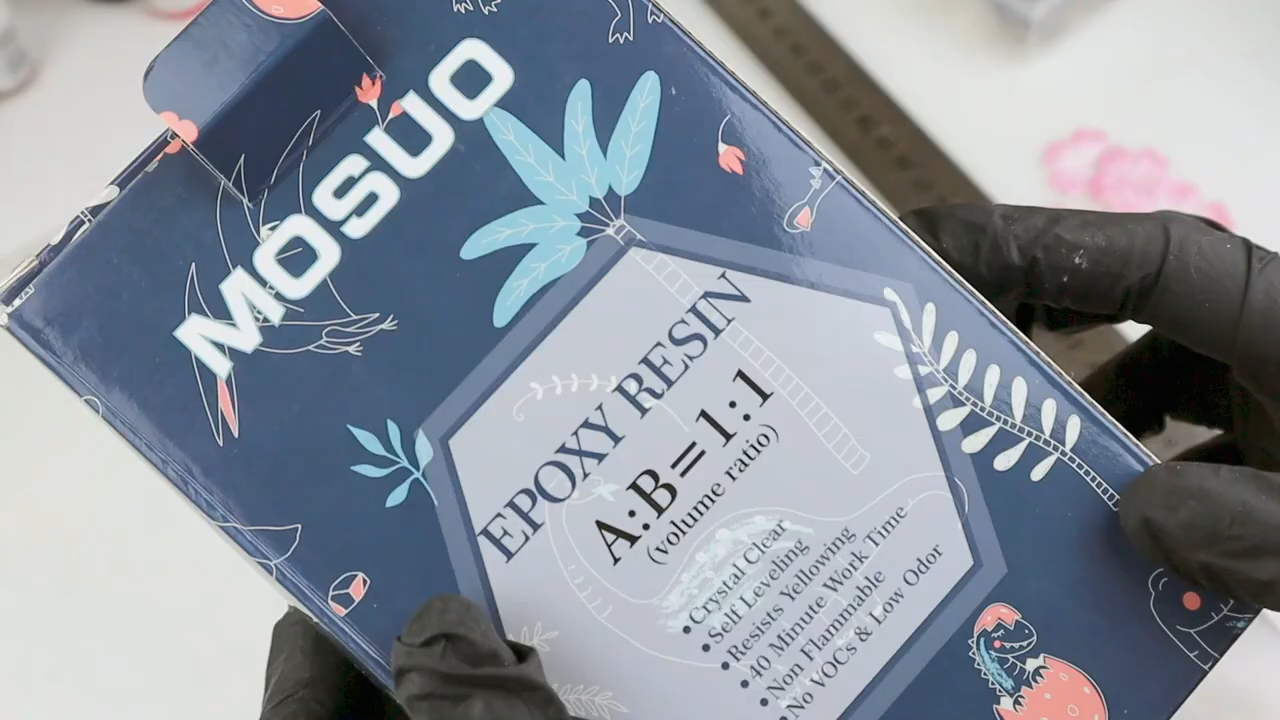 MOSUO
EPOXY RESIN
A:B=1:1
(volume ratio)
•Crystal Clear
•Self Leveling
•Resists Yellowing
•40 Minute Work Time
•Non Flammable
•No VOCs & Low Odor